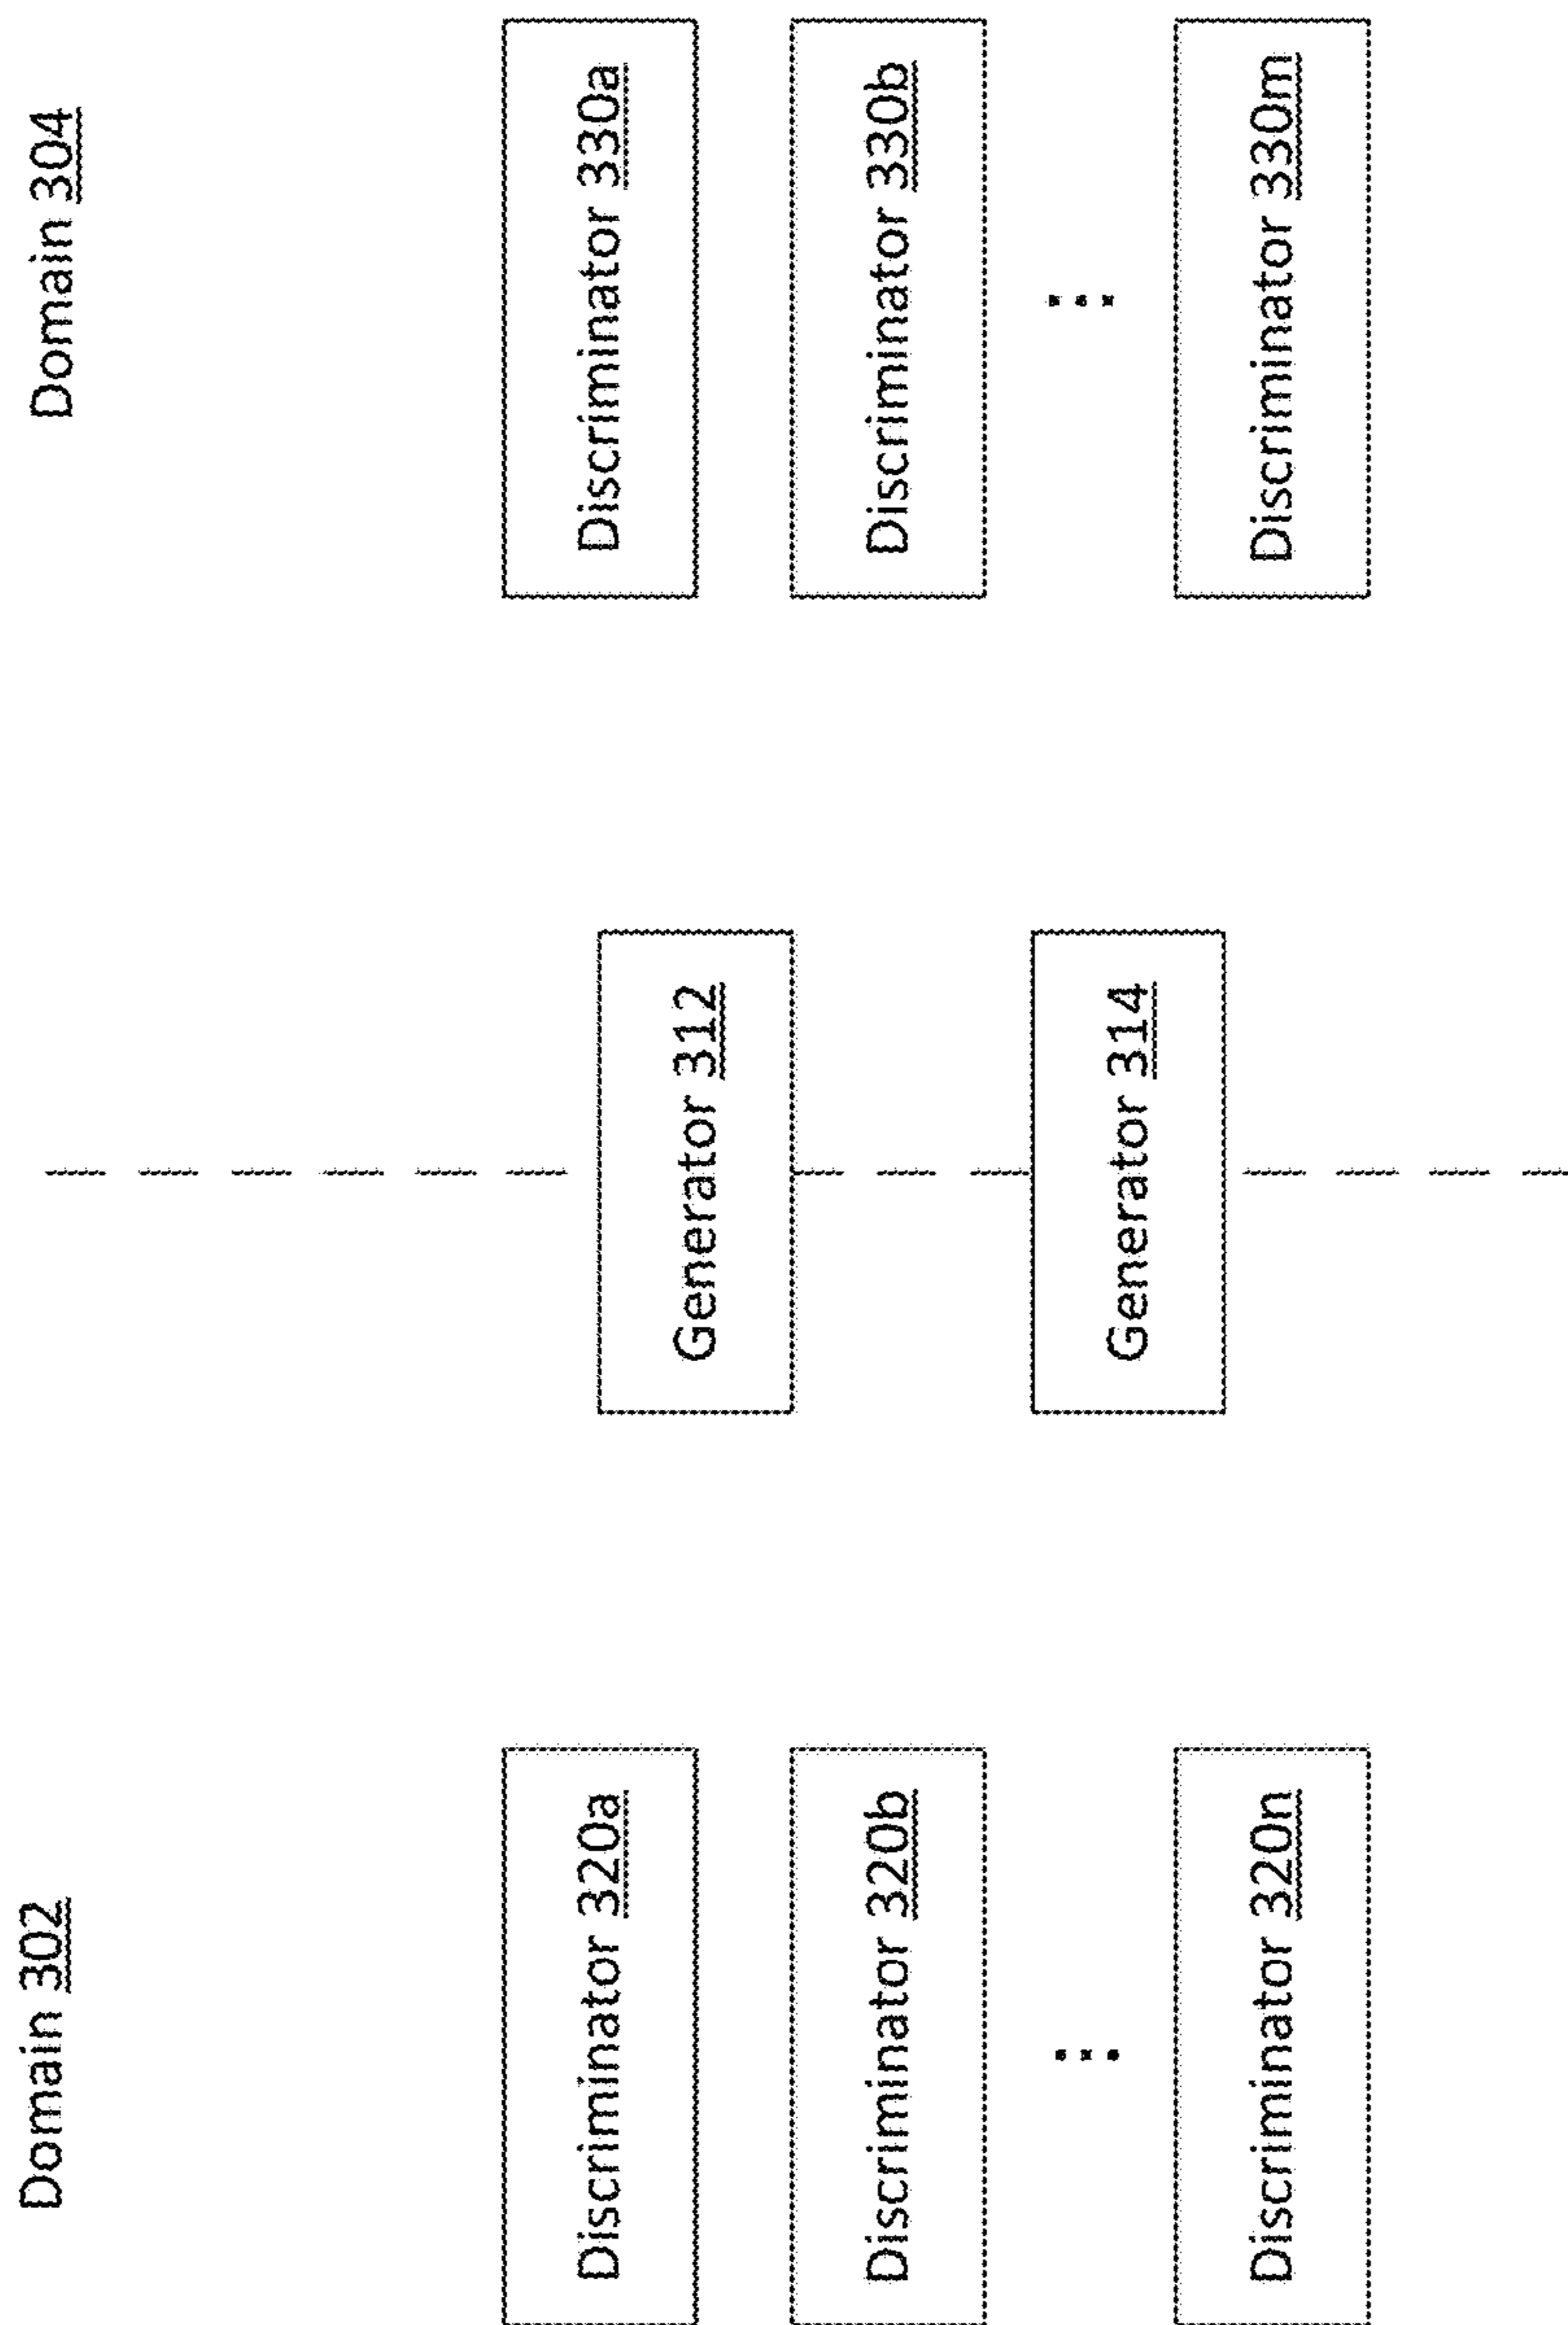 Domain 302
Domain 304
Discriminator 320a
Generator 312
Discriminator 330a
Discriminator 320b
Discriminator 330b
...
...
Generator 314
Discriminator 320n
Discriminator 330m